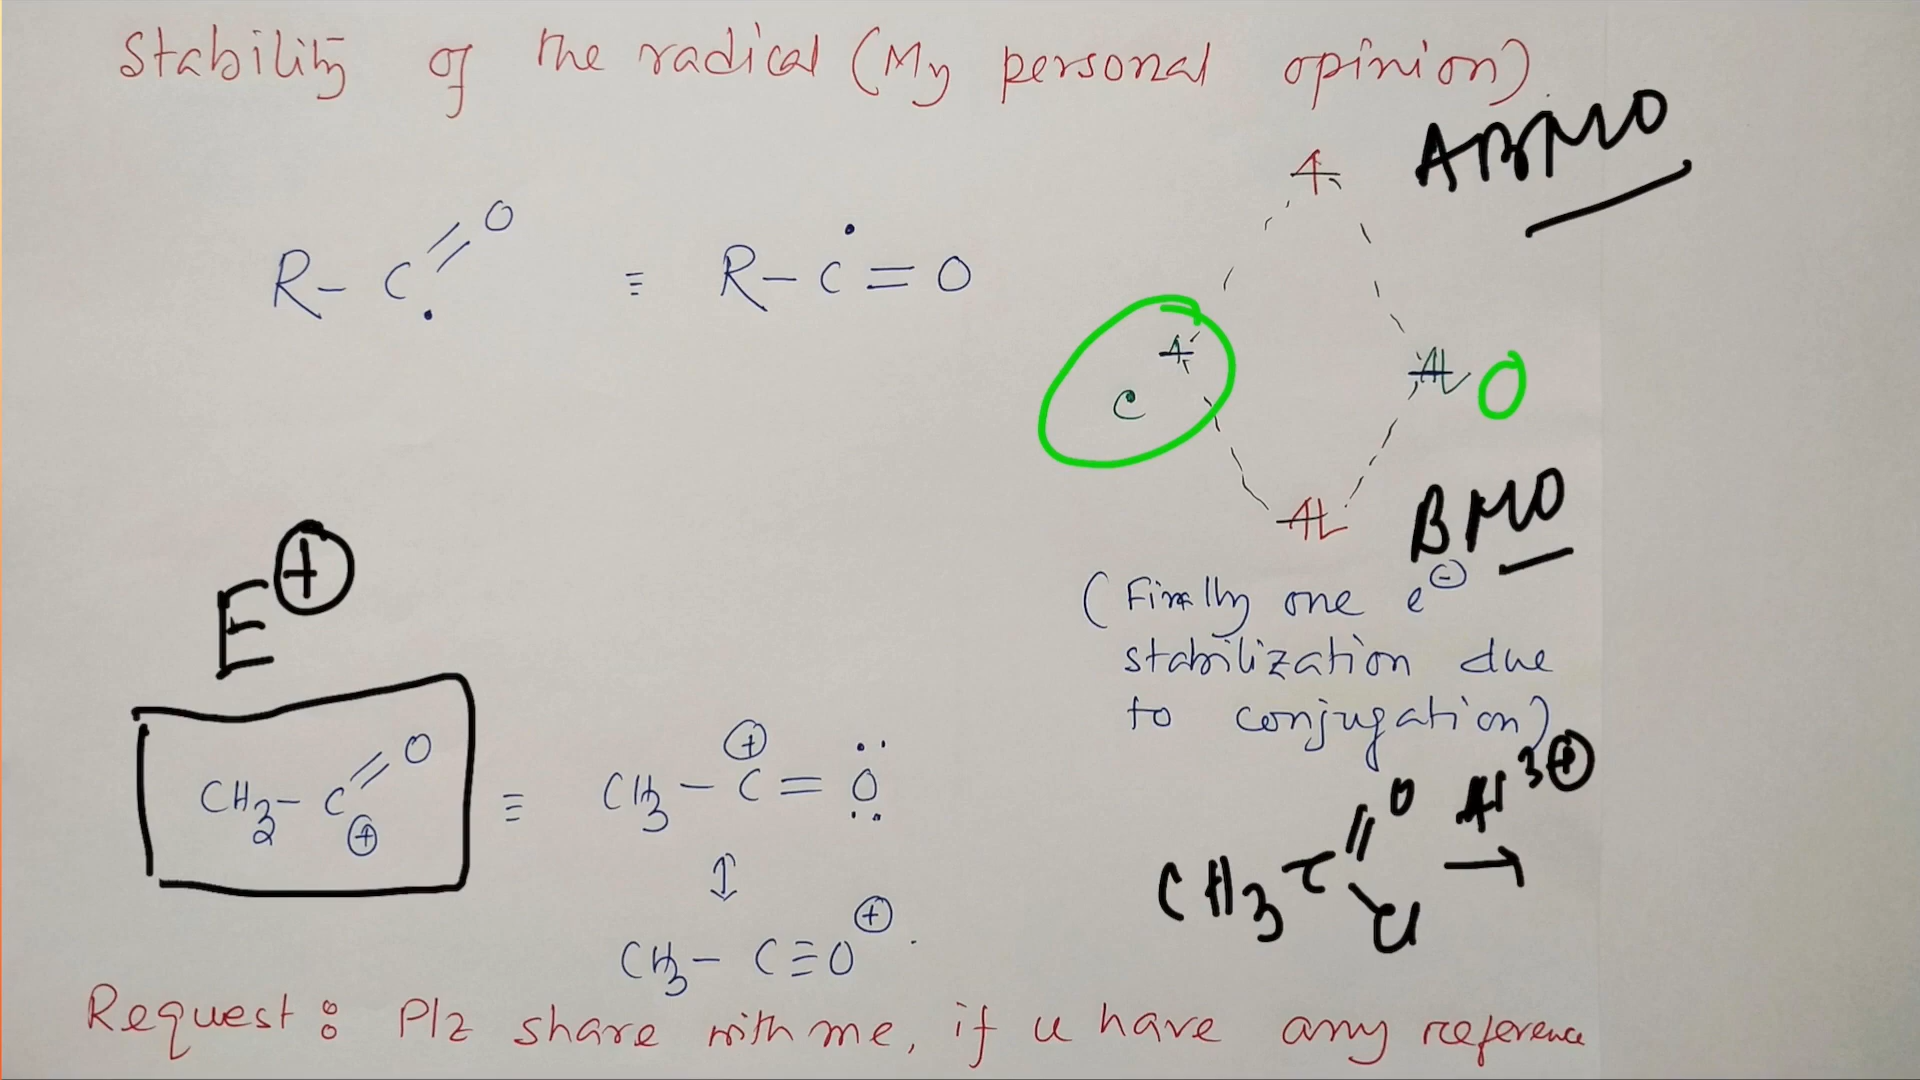 Stability of the radical (My personal opinion)
ABMO
R-C=O ≡ R-C=O
C
O
BMO
E⊕
(Finally one e⊖
stabilization due
to conjugation)
CH3-C=O ≡ CH3-C=O
⊕ ⊕
CH3C=O Al3⊕ →
Cl
↕
CH3-C≡O⊕
Request: Plz share with me, if u have any reference